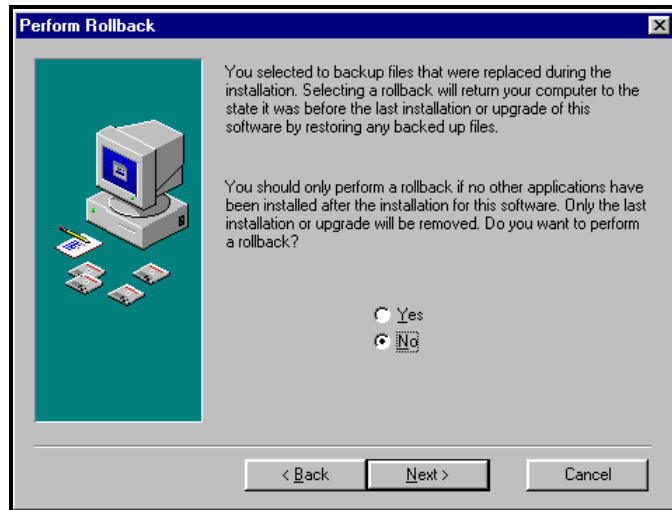 Perform Rollback
You selected to backup files that were replaced during the
installation. Selecting a rollback will return your computer to the
state it was before the last installation or upgrade of this
software by restoring any backed up files.
You should only perform a rollback if no other applications have
been installed after the installation for this software. Only the last
installation or upgrade will be removed. Do you want to perform
a rollback?
Yes
No
< Back
Next >
Cancel